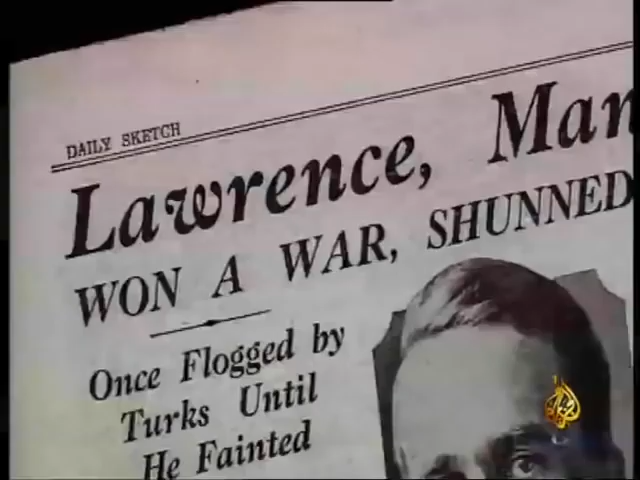 DAILY SKETCH
Lawrence, Man
WON A WAR, SHUNNED
Once Flogged by
Turks Until
He Fainted